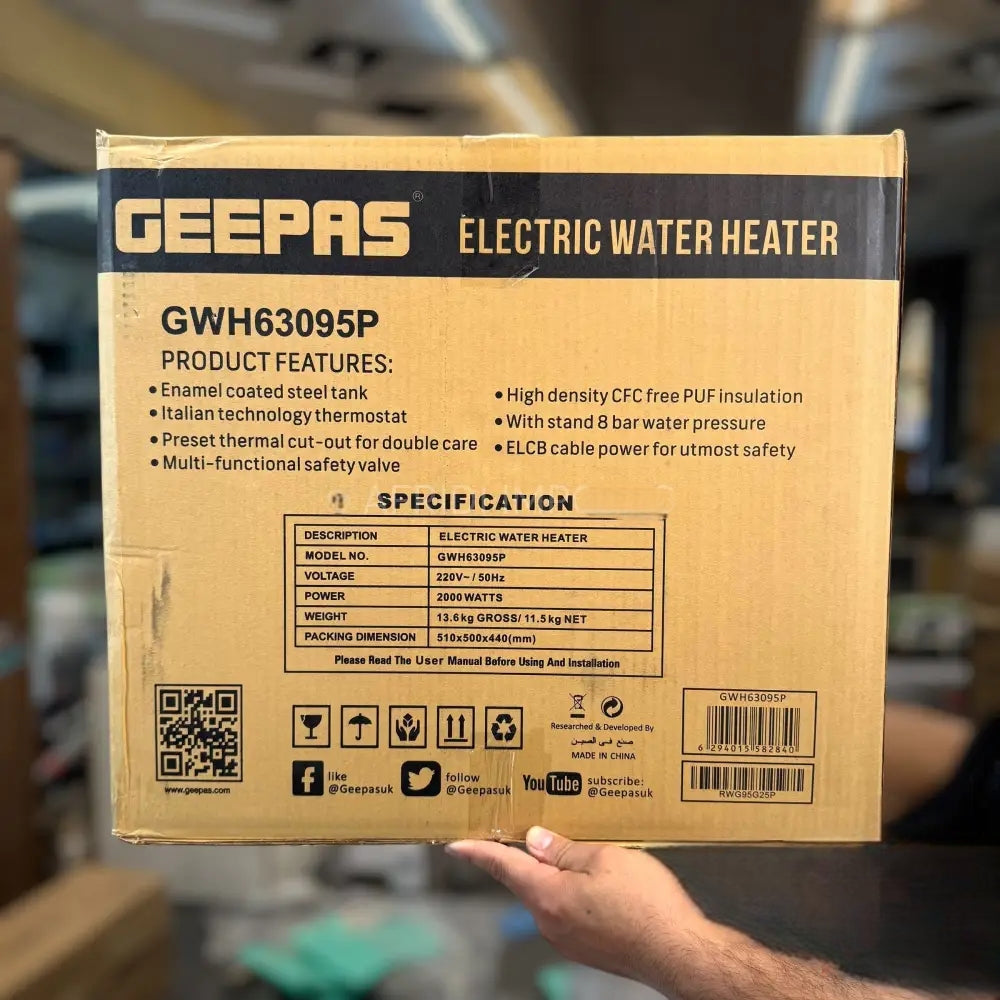 GEEPAS® ELECTRIC WATER HEATER
GWH63095P
PRODUCT FEATURES:
• Enamel coated steel tank
• Italian technology thermostat
• Preset thermal cut-out for double care
• Multi-functional safety valve
• High density CFC free PUF insulation
• With stand 8 bar water pressure
• ELCB cable power for utmost safety
SPECIFICATION
DESCRIPTION ELECTRIC WATER HEATER
MODEL NO. GWH63095P
VOLTAGE 220V~ / 50Hz
POWER 2000 WATTS
WEIGHT 13.6kg GROSS/ 11.5kg NET
PACKING DIMENSION 510x500x440(mm)
Please Read The User Manual Before Using And Installation
www.geepas.com
like
@Geepasuk
follow
@Geepasuk
YouTube subscribe:
@Geepasuk
Researched & Developed By
صنع في الصين
MADE IN CHINA
GWH63095P
6 294015 582840
RWG95G25P